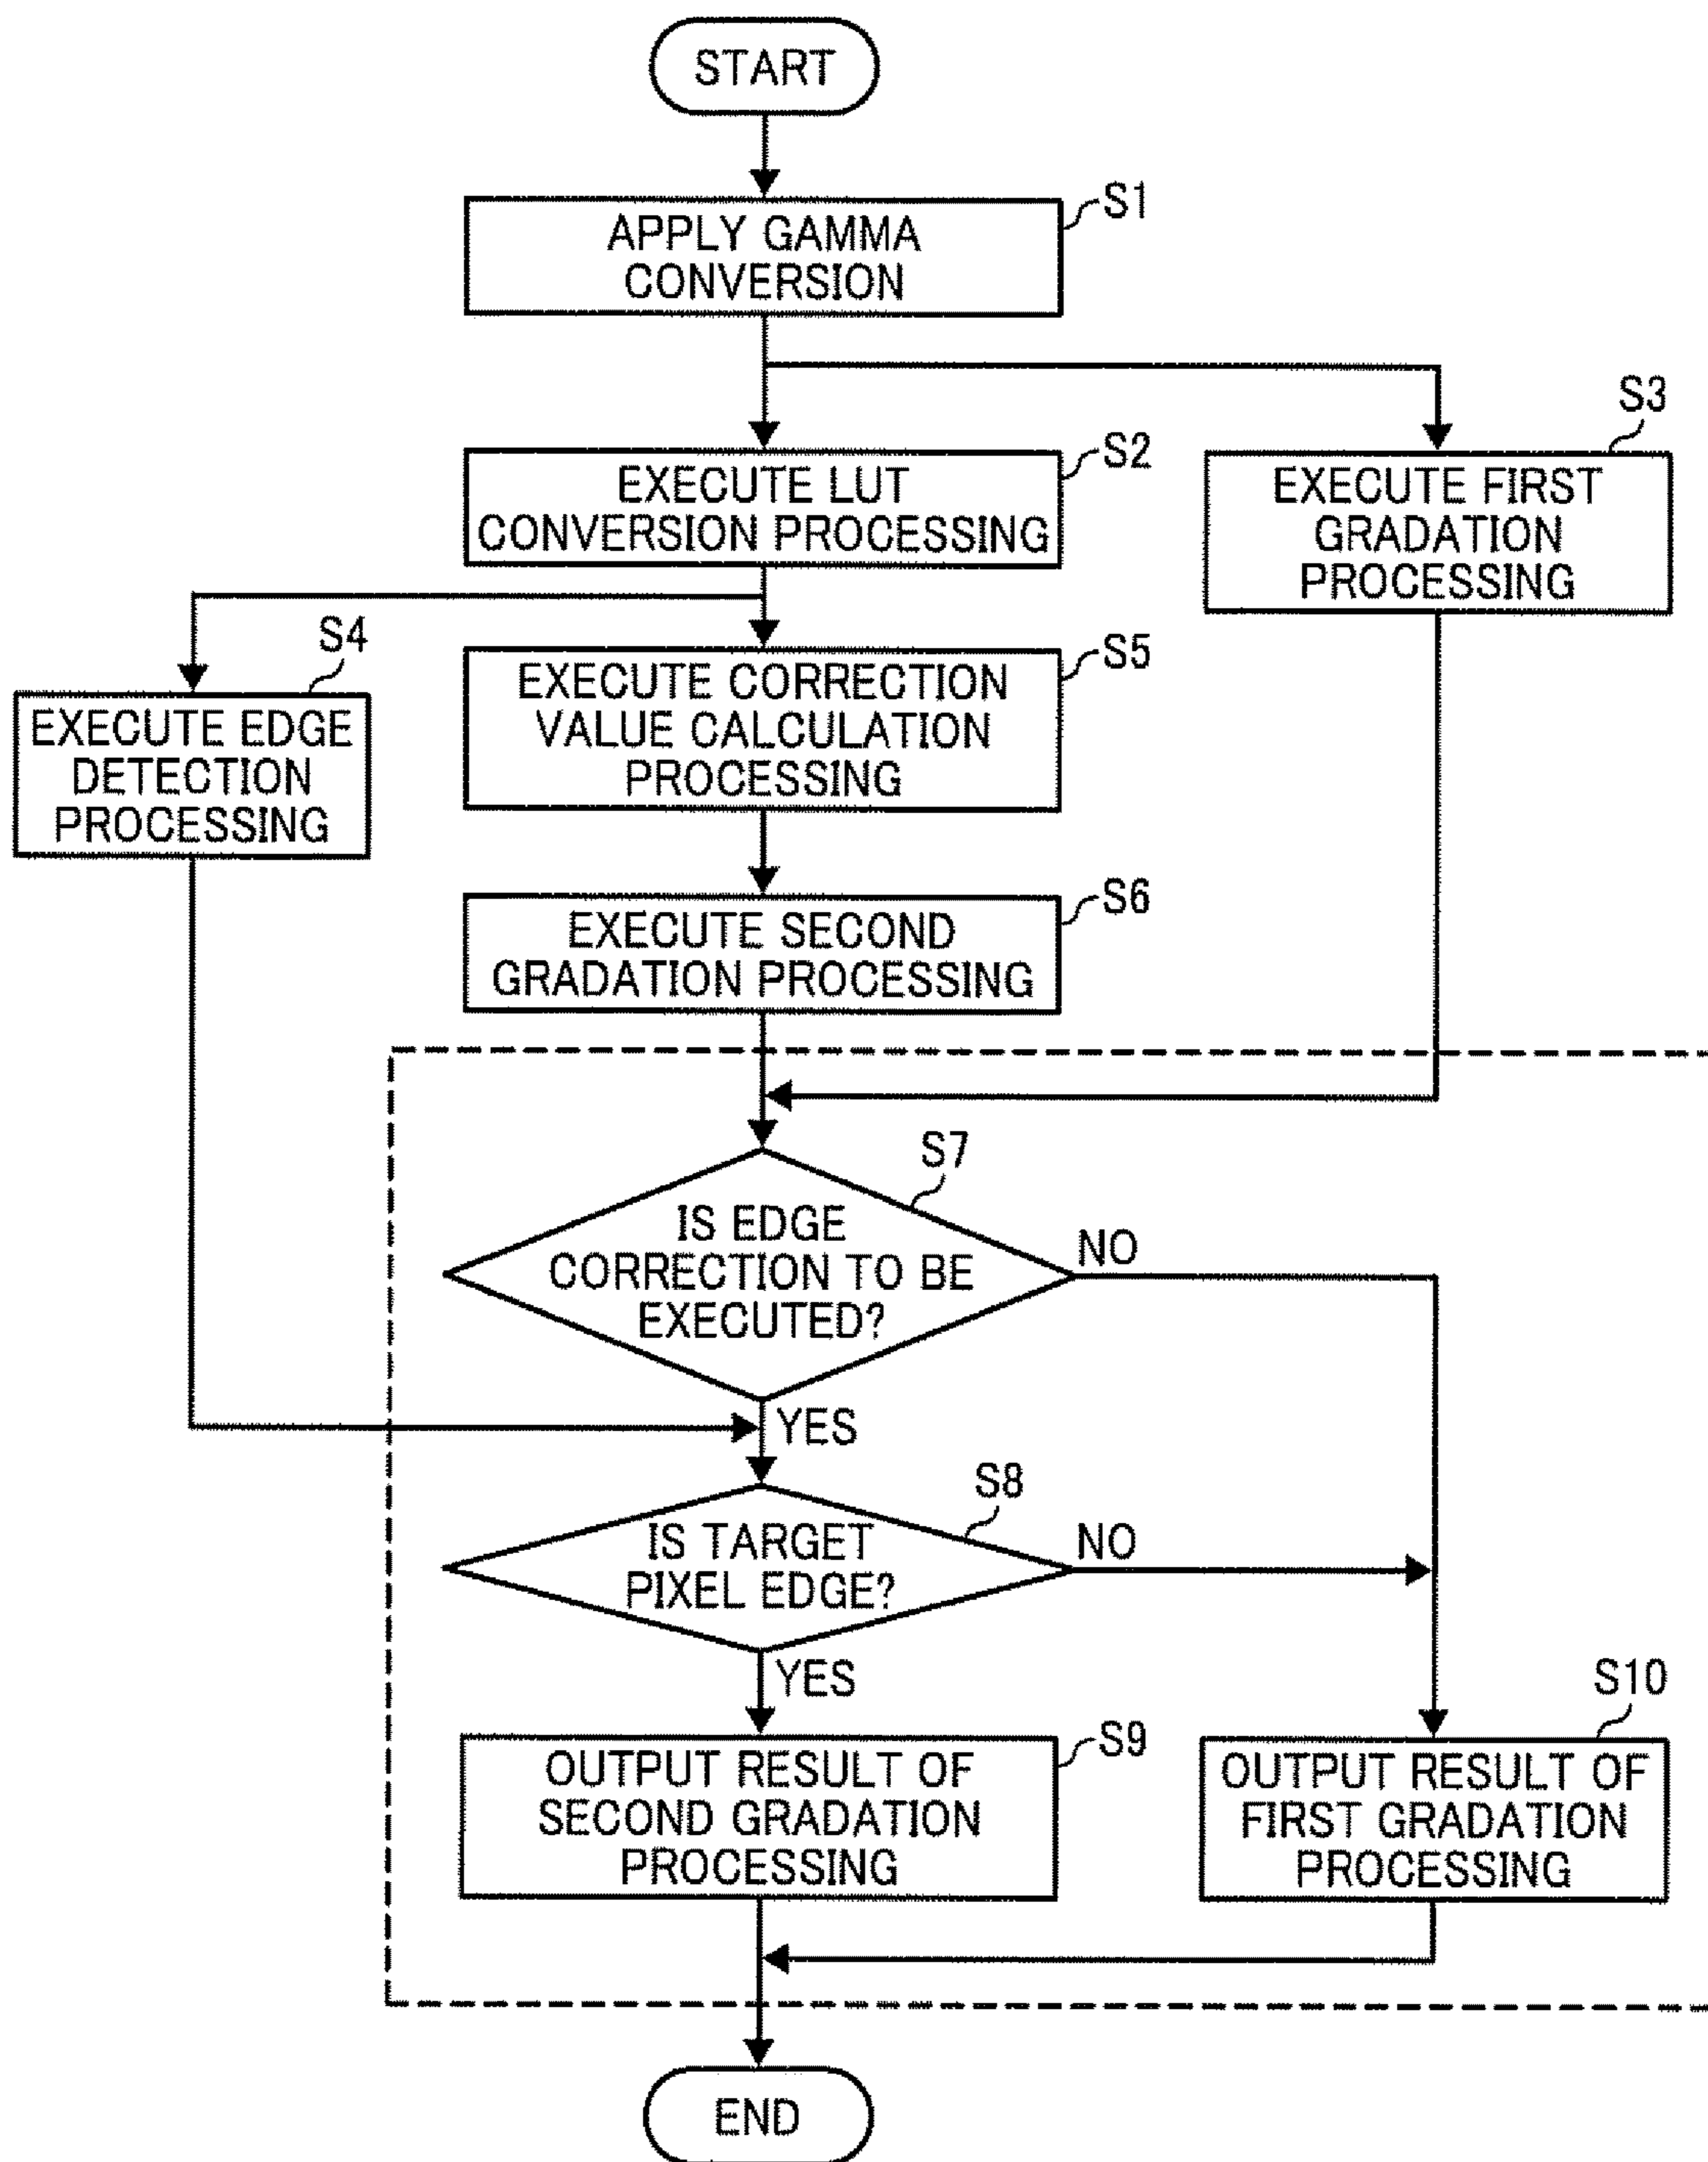 START
S1
APPLY GAMMA
CONVERSION
S2
EXECUTE LUT
CONVERSION PROCESSING
S3
EXECUTE FIRST
GRADATION
PROCESSING
S4
EXECUTE EDGE
DETECTION
PROCESSING
S5
EXECUTE CORRECTION
VALUE CALCULATION
PROCESSING
S6
EXECUTE SECOND
GRADATION PROCESSING
S7
IS EDGE
CORRECTION TO BE
EXECUTED?
NO
YES
S8
IS TARGET
PIXEL EDGE?
NO
YES
S9
OUTPUT RESULT OF
SECOND GRADATION
PROCESSING
S10
OUTPUT RESULT OF
FIRST GRADATION
PROCESSING
END